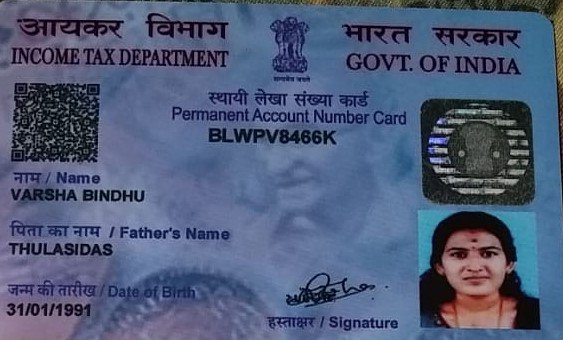 आयकर विभाग
INCOME TAX DEPARTMENT
सत्यमेव जयते
भारत सरकार
GOVT. OF INDIA
स्थायी लेखा संख्या कार्ड
Permanent Account Number Card
BLWPV8466K
नाम / Name
VARSHA BINDHU
पिता का नाम / Father's Name
THULASIDAS
जन्म की तारीख / Date of Birth
31/01/1991
हस्ताक्षर / Signature